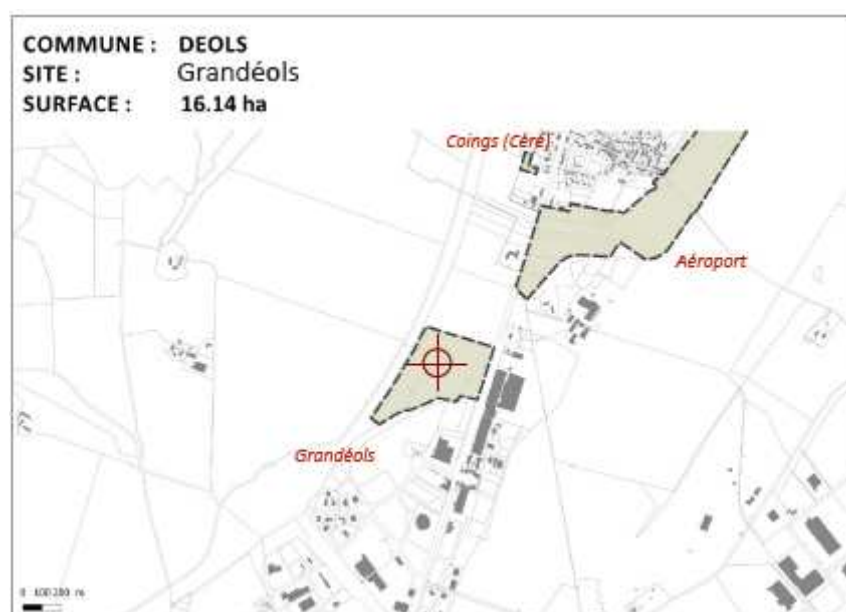 COMMUNE : DEOLS
SITE : Grandéols
SURFACE : 16.14 ha
Coings (Céré)
Aéroport
Grandéols